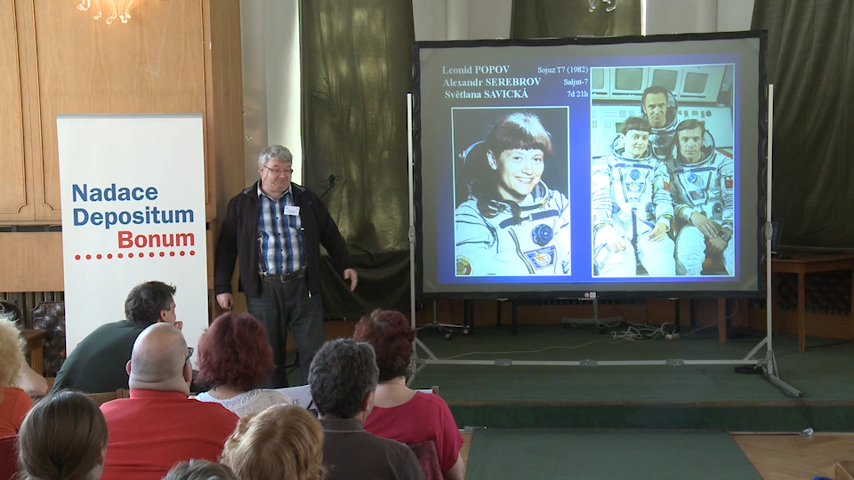 Nadace
Depositum
Bonum
Leonid POPOV
Alexandr SEREBROV
Světlana SAVICKÁ
Sojuz T7 (1982)
Saljut-7
7d 21h